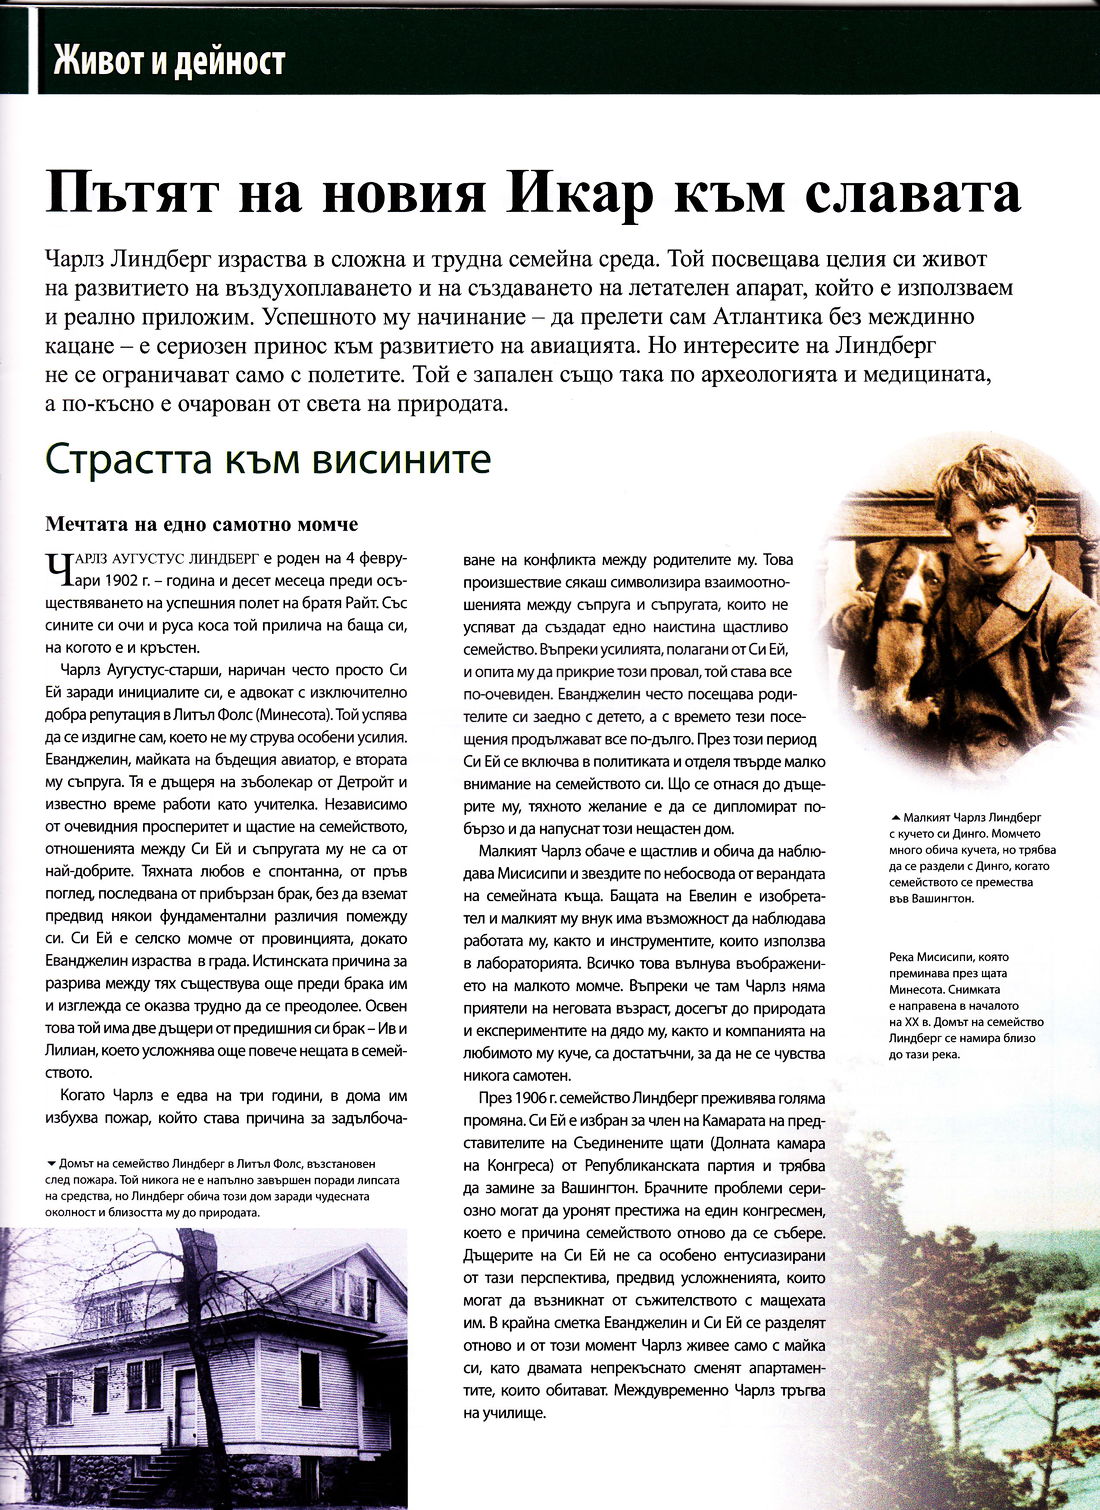 Живот и дейност
Пътят на новия Икар към славата
Чарлз Линдберг израства в сложна и трудна семейна среда. Той посвещава целия си живот
на развитието на въздухоплаването и на създаването на летателен апарат, който е използваем
и реално приложим. Успешното му начинание – да прелети сам Атлантика без междинно
кацане – е сериозен принос към развитието на авиацията. Но интересите на Линдберг
не се ограничават само с полетите. Той е запален също така по археологията и медицината,
а по-късно е очарован от света на природата.
Страстта към висините
Мечтата на едно самотно момче
ЧАРЛЗ АУГУСТУС ЛИНДБЕРГ е роден на 4 февру-
ари 1902 г. – година и десет месеца преди осъ-
ществяването на успешния полет на братя Райт. Със
сините си очи и руса коса той прилича на баща си,
на когото е и кръстен.
Чарлз Аугустус-старши, наричан често просто Си
Ей заради инициалите си, е адвокат с изключително
добра репутация в Литъл Фолс (Минесота). Той успява
да се издигне сам, което не му струва особени усилия.
Еванджелин, майката на бъдещия авиатор, е втората
му съпруга. Тя е дъщеря на зъболекар от Детройт и
известно време работи като учителка. Независимо
от очевидния просперитет и щастие на семейството,
отношенията между Си Ей и съпругата му не са от
най-добрите. Тяхната любов е спонтанна, от пръв
поглед, последвана от прибързан брак, без да вземат
предвид някои фундаментални различия помежду
си. Си Ей е селско момче от провинцията, докато
Еванджелин израства в града. Истинската причина за
разрива между тях съществува още преди брака им
и изглежда се оказва трудно да се преодолее. Освен
това той има две дъщери от предишния си брак – Ив и
Лилиан, което усложнява още повече нещата в семей-
ството.
Когато Чарлз е едва на три години, в дома им
избухва пожар, който става причина за задълбоча-
ване на конфликта между родителите му. Това
произшествие сякаш символизира взаимоотно-
шенията между съпруга и съпругата, които не
успяват да създадат едно наистина щастливо
семейство. Въпреки усилията, полагани от Си Ей,
и опита му да прикрие този провал, той става все
по-очевиден. Еванджелин често посещава роди-
телите си заедно с детето, а с времето тези посе-
щения продължават все по-дълго. През този период
Си Ей се включва в политиката и отделя твърде малко
внимание на семейството си. Що се отнася до дъще-
рите му, тяхното желание е да се дипломират по-
бързо и да напуснат този нещастен дом.
Малкият Чарлз обаче е щастлив и обича да наблю-
дава Мисисипи и звездите по небосвода от верандата
на семейната къща. Бащата на Евелин е изобрета-
тел и малкият му внук има възможност да наблюдава
работата му, както и инструментите, които използва
в лабораторията. Всичко това вълнува въображени-
ето на малкото момче. Въпреки че там Чарлз няма
приятели на неговата възраст, досегът до природата
и експериментите на дядо му, както и компанията на
любимото му куче, са достатъчни, за да не се чувства
никога самотен.
През 1906 г. семейство Линдберг преживява голяма
промяна. Си Ей е избран за член на Камарата на пред-
ставителите на Съединените щати (Долната камара
на Конгреса) от Републиканската партия и трябва
да замине за Вашингтон. Брачните проблеми сери-
озно могат да уронят престижа на един конгресмен,
което е причина семейството отново да се събере.
Дъщерите на Си Ей не са особено ентусиазирани
от тази перспектива, предвид усложненията, които
могат да възникнат от съжителството с мащехата
им. В крайна сметка Еванджелин и Си Ей се разделят
отново и от този момент Чарлз живее само с майка
си, като двамата непрекъснато сменят апартамен-
тите, които обитават. Междувременно Чарлз тръгва
на училище.
Малкият Чарлз Линдберг
с кучето си Динго. Момчето
много обича кучета, но трябва
да се раздели с Динго, когато
семейството се премества
във Вашингтон.
Река Мисисипи, която
преминава през щата
Минесота. Снимката
е направена в началото
на XX в. Домът на семейство
Линдберг се намира близо
до тази река.
Домът на семейство Линдберг в Литъл Фолс, възстановен
след пожара. Той никога не е напълно завършен поради липсата
на средства, но Линдберг обича този дом заради чудесната
околност и близостта му до природата.